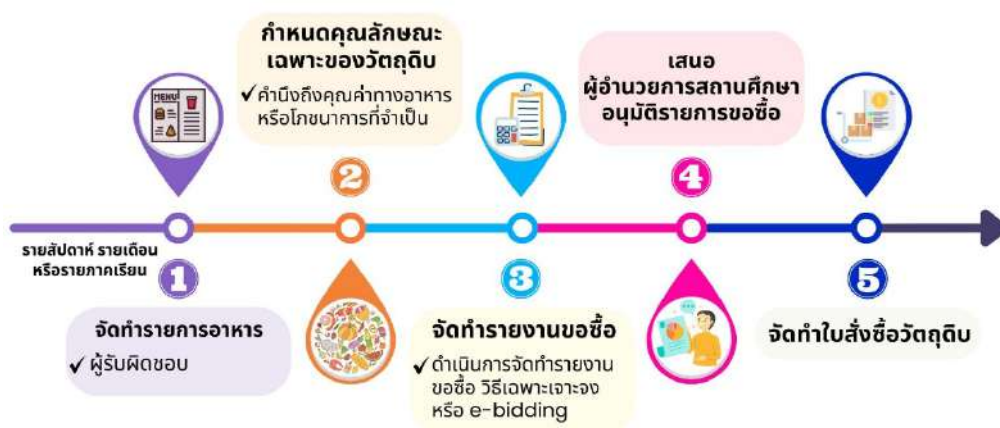 กำหนดคุณลักษณะ
เฉพาะของวัตถุดิบ
✓ คำนึงถึงคุณค่าทางอาหาร
หรือโภชนาการที่จำเป็น
เสนอ
ผู้อำนวยการสถานศึกษา
อนุมัติรายการขอซื้อ
MENU
2
4
รายสัปดาห์ รายเดือน
หรือรายภาคเรียน
1
3
5
จัดทำรายการอาหาร
✓ ผู้รับผิดชอบ
จัดทำรายงานขอซื้อ
✓ ดำเนินการจัดทำรายงาน
ขอซื้อ วิธีเฉพาะเจาะจง
หรือ e-bidding
จัดทำใบสั่งซื้อวัตถุดิบ